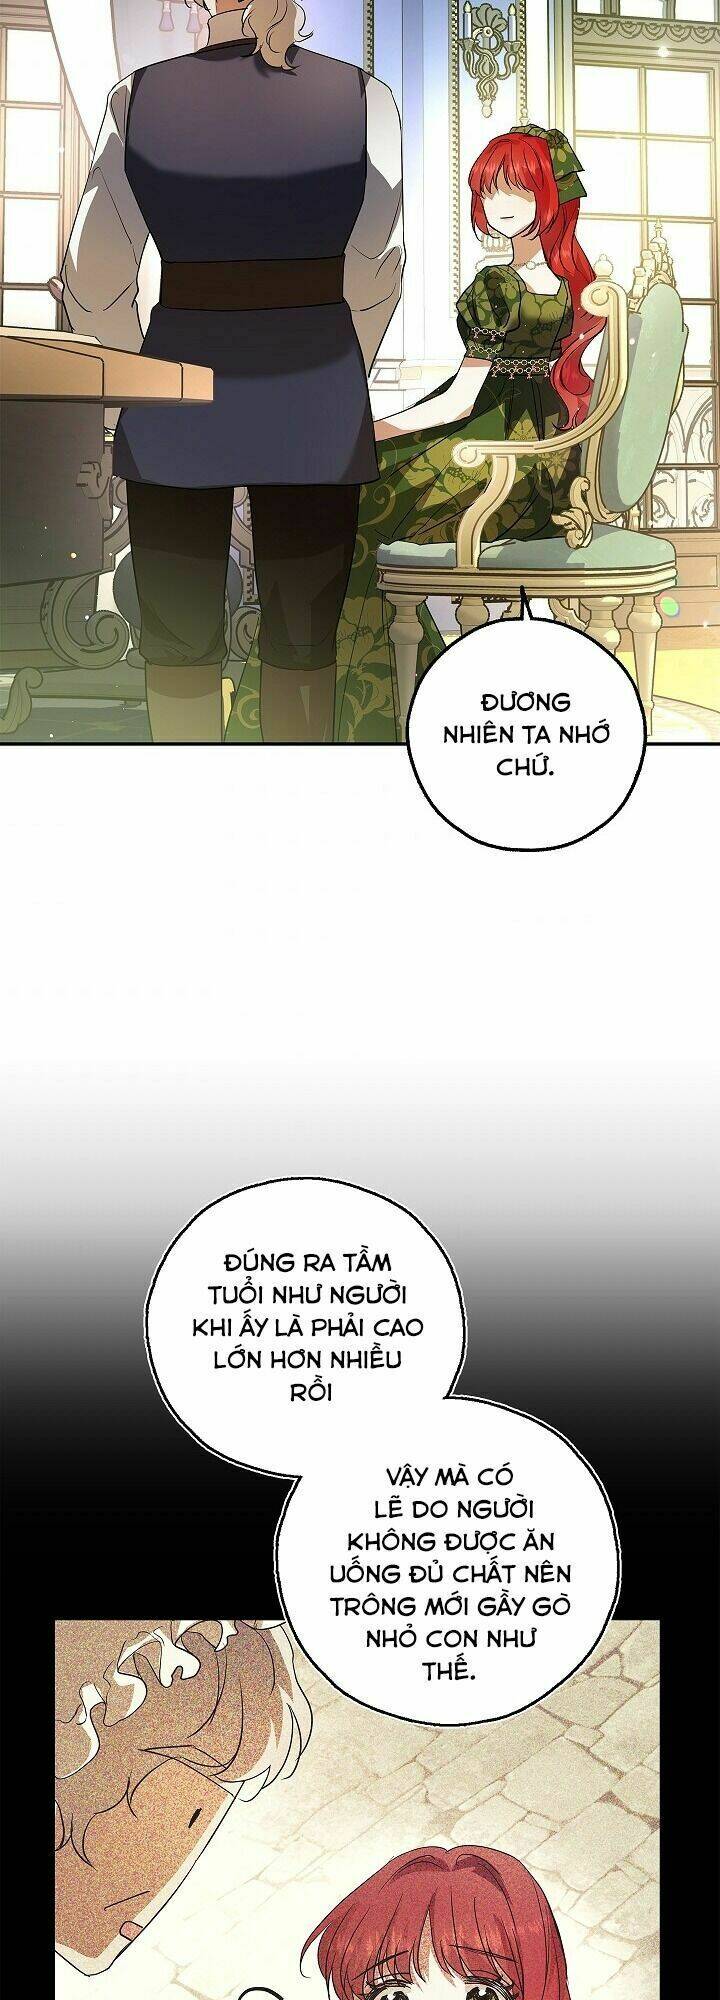 ĐƯƠNG
NHIÊN TA NHỚ
CHỨ.
ĐÚNG RA TẦM
TUỔI NHƯ NGƯỜI
KHI ẤY LÀ PHẢI CAO
LỚN HƠN NHIỀU
RỒI
VẬY MÀ CÓ
LẼ DO NGƯỜI
KHÔNG ĐƯỢC ĂN
UỐNG ĐỦ CHẤT NÊN
TRÔNG MỚI GẦY GÒ
NHỎ CON NHƯ
THẾ.